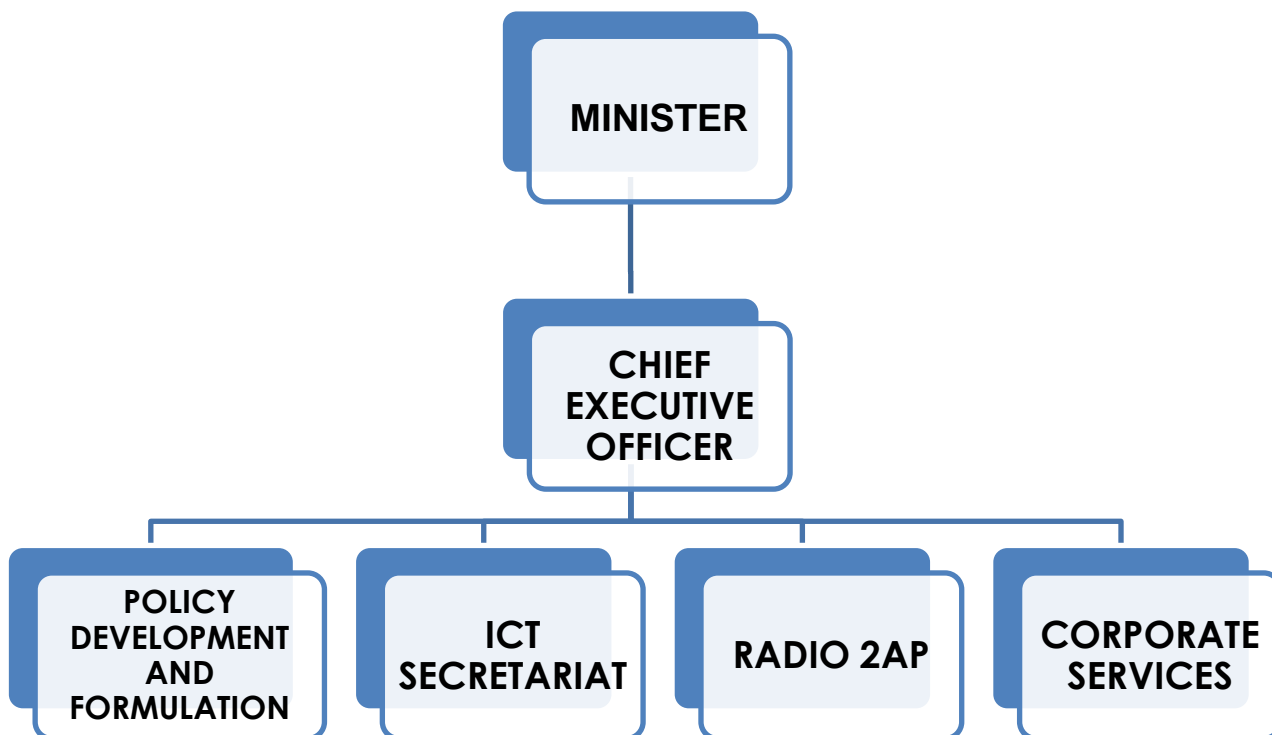 MINISTER
CHIEF
EXECUTIVE
OFFICER
POLICY
DEVELOPMENT
AND
FORMULATION
ICT
SECRETARIAT
RADIO 2AP
CORPORATE
SERVICES